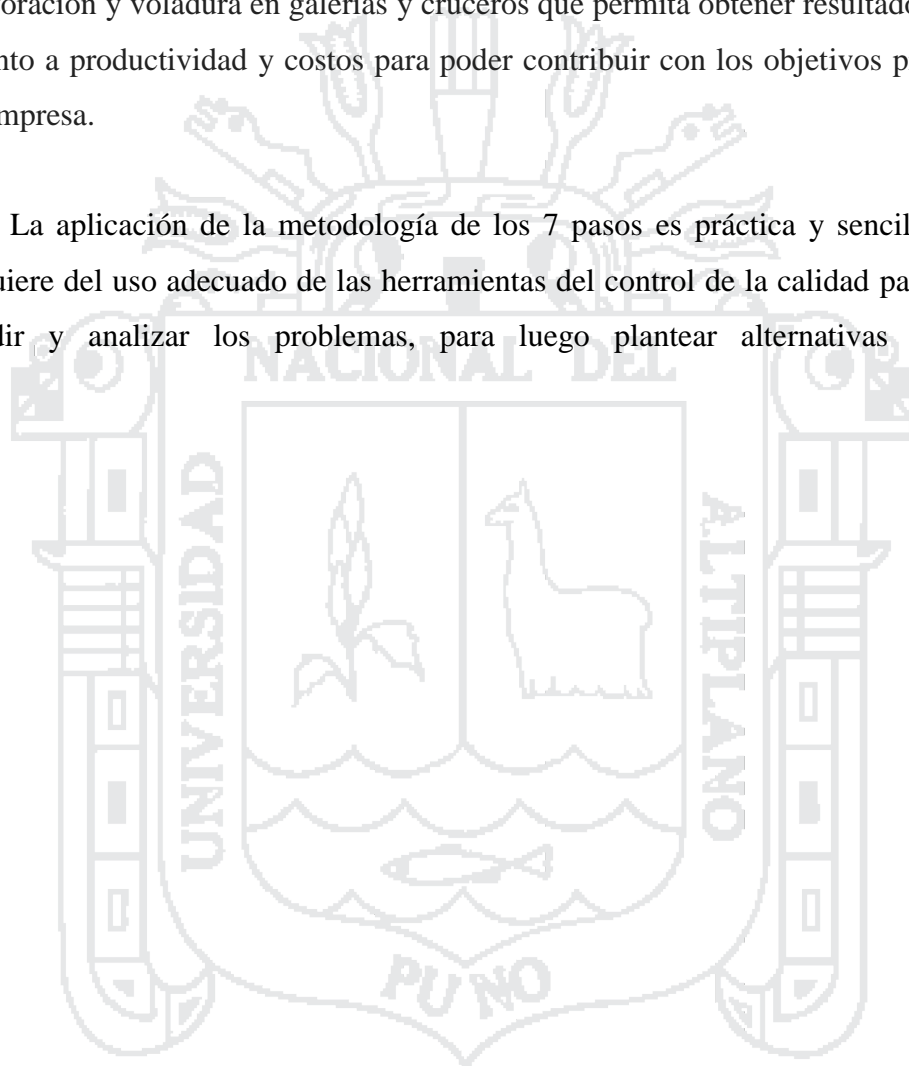 oración y voladura en galerías y cruceros que permita obtener resultado
nto a productividad y costos para poder contribuir con los objetivos p
mpresa.
La aplicación de la metodología de los 7 pasos es práctica y sencil
uiere del uso adecuado de las herramientas del control de la calidad pa
dir y analizar los problemas, para luego plantear alternativas
NACIONAL DEL
UNIVERSIDAD
ALTIPLANO
PUNO